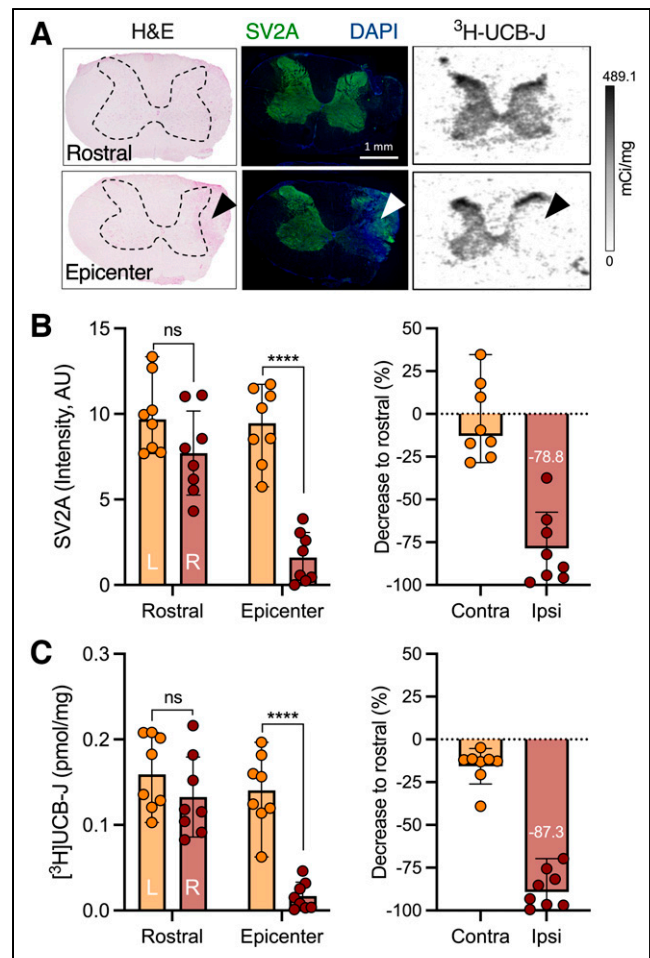 A
H&E
SV2A
DAPI
³H-UCB-J
Rostral
1 mm
Epicenter
489.1
mCi/mg
0
B
SV2A (Intensity, AU)
15
10
5
0
ns
****
L
R
Rostral
Epicenter
Decrease to rostral (%)
50
25
0
-25
-50
-75
-100
-78.8
Contra
Ipsi
C
[³H]UCB-J (pmol/mg)
0.3
0.2
0.1
0.0
ns
****
L
R
Rostral
Epicenter
Decrease to rostral (%)
50
25
0
-25
-50
-75
-100
-87.3
Contra
Ipsi